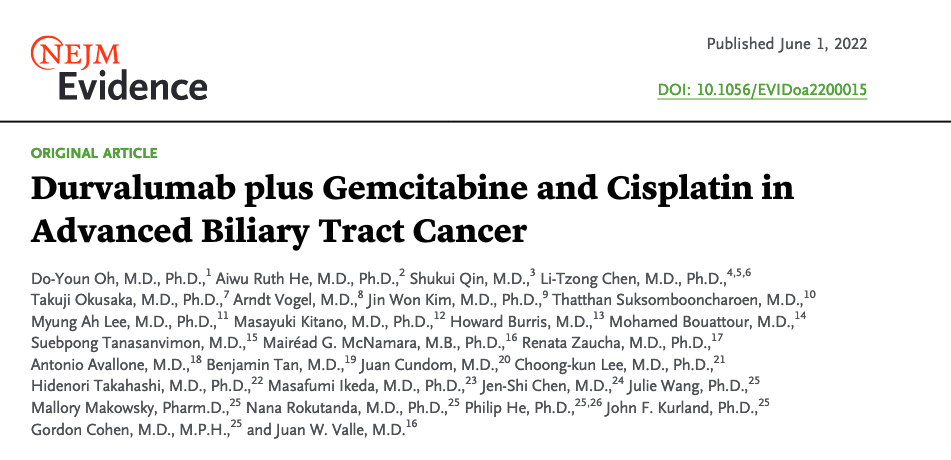 NEJM
Evidence
Published June 1, 2022
DOI: 10.1056/EVIDoa2200015
ORIGINAL ARTICLE
Durvalumab plus Gemcitabine and Cisplatin in
Advanced Biliary Tract Cancer
Do-Youn Oh, M.D., Ph.D.,1 Aiwu Ruth He, M.D., Ph.D.,2 Shukui Qin, M.D.,3 Li-Tzong Chen, M.D., Ph.D.,4,5,6
Takuji Okusaka, M.D., Ph.D.,7 Arndt Vogel, M.D.,8 Jin Won Kim, M.D., Ph.D.,9 Thatthan Suksombooncharoen, M.D.,10
Myung Ah Lee, M.D., Ph.D.,11 Masayuki Kitano, M.D., Ph.D.,12 Howard Burris, M.D.,13 Mohamed Bouattour, M.D.,14
Suebpong Tanasanvimon, M.D.,15 Mairéad G. McNamara, M.B., Ph.D.,16 Renata Zaucha, M.D., Ph.D.,17
Antonio Avallone, M.D.,18 Benjamin Tan, M.D.,19 Juan Cundom, M.D.,20 Choong-kun Lee, M.D., Ph.D.,21
Hidenori Takahashi, M.D., Ph.D.,22 Masafumi Ikeda, M.D., Ph.D.,23 Jen-Shi Chen, M.D.,24 Julie Wang, Ph.D.,25
Mallory Makowsky, Pharm.D.,25 Nana Rokutanda, M.D., Ph.D.,25 Philip He, Ph.D.,25,26 John F. Kurland, Ph.D.,25
Gordon Cohen, M.D., M.P.H.,25 and Juan W. Valle, M.D.16